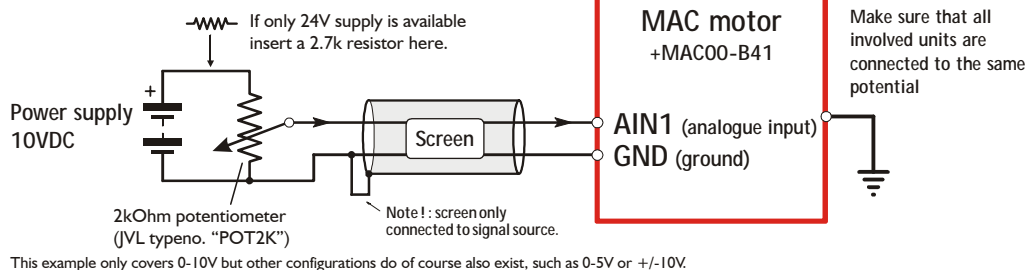 If only 24V supply is available
insert a 2.7k resistor here.
MAC motor
+MAC00-B41
Make sure that all
involved units are
connected to the same
potential
+
Power supply
10VDC
Screen
AIN1 (analogue input)
GND (ground)
2kOhm potentiometer
(JVL typeno. “POT2K”)
Note! : screen only
connected to signal source.
This example only covers 0-10V but other configurations do of course also exist, such as 0-5V or +/-10V.